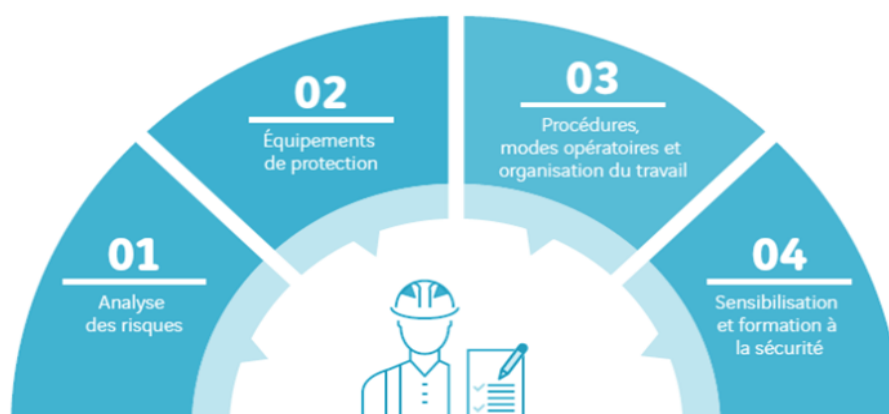 01
Analyse
des risques
02
Équipements
de protection
03
Procédures,
modes opératoires et
organisation du travail
04
Sensibilisation
et formation à
la sécurité